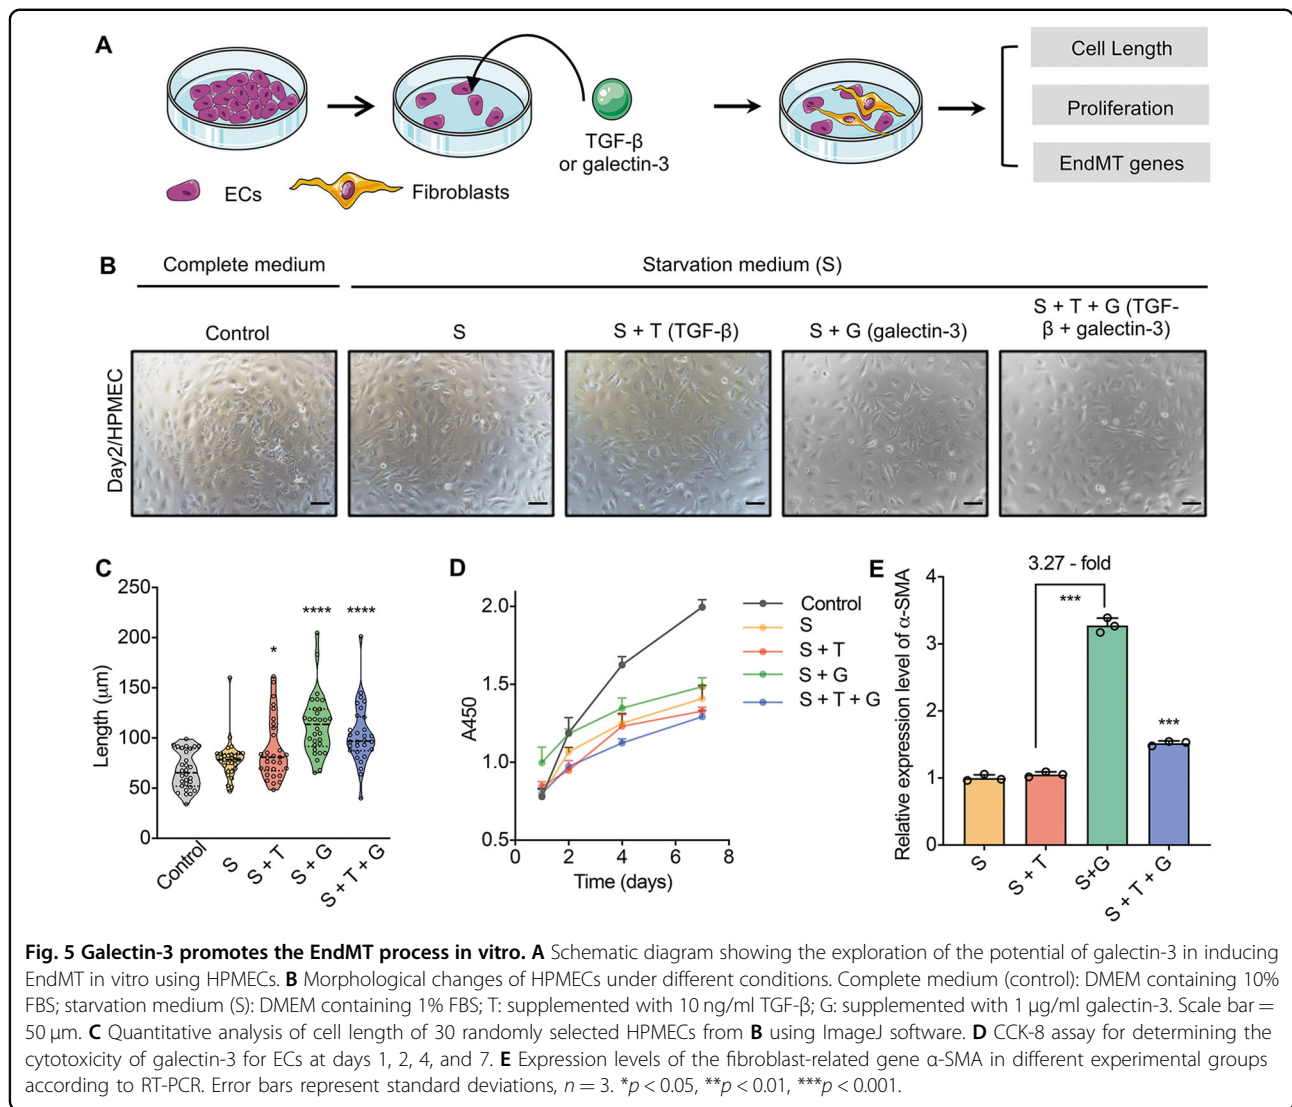 A
Cell Length
Proliferation
EndMT genes
TGF-β
or galectin-3
ECs
Fibroblasts
B
Complete medium
Starvation medium (S)
Control
S
S + T (TGF-β)
S + G (galectin-3)
S + T + G (TGF-
β + galectin-3)
Day2/HPMEC
C
Length (μm)
250
200
150
100
50
0
*
****
****
Control
S
S + T
S + G
S + T + G
D
A450
2.0
1.5
1.0
0.5
0
2
4
6
8
Time (days)
Control
S
S + T
S + G
S + T + G
E
Relative expression level of α-SMA
3.27 - fold
***
***
4
3
2
1
0
S
S + T
S+G
S + T + G
Fig. 5 Galectin-3 promotes the EndMT process in vitro. A Schematic diagram showing the exploration of the potential of galectin-3 in inducing
EndMT in vitro using HPMECs. B Morphological changes of HPMECs under different conditions. Complete medium (control): DMEM containing 10%
FBS; starvation medium (S): DMEM containing 1% FBS; T: supplemented with 10 ng/ml TGF-β; G: supplemented with 1 μg/ml galectin-3. Scale bar =
50 μm. C Quantitative analysis of cell length of 30 randomly selected HPMECs from B using ImageJ software. D CCK-8 assay for determining the
cytotoxicity of galectin-3 for ECs at days 1, 2, 4, and 7. E Expression levels of the fibroblast-related gene α-SMA in different experimental groups
according to RT-PCR. Error bars represent standard deviations, n = 3. *p < 0.05, **p < 0.01, ***p < 0.001.